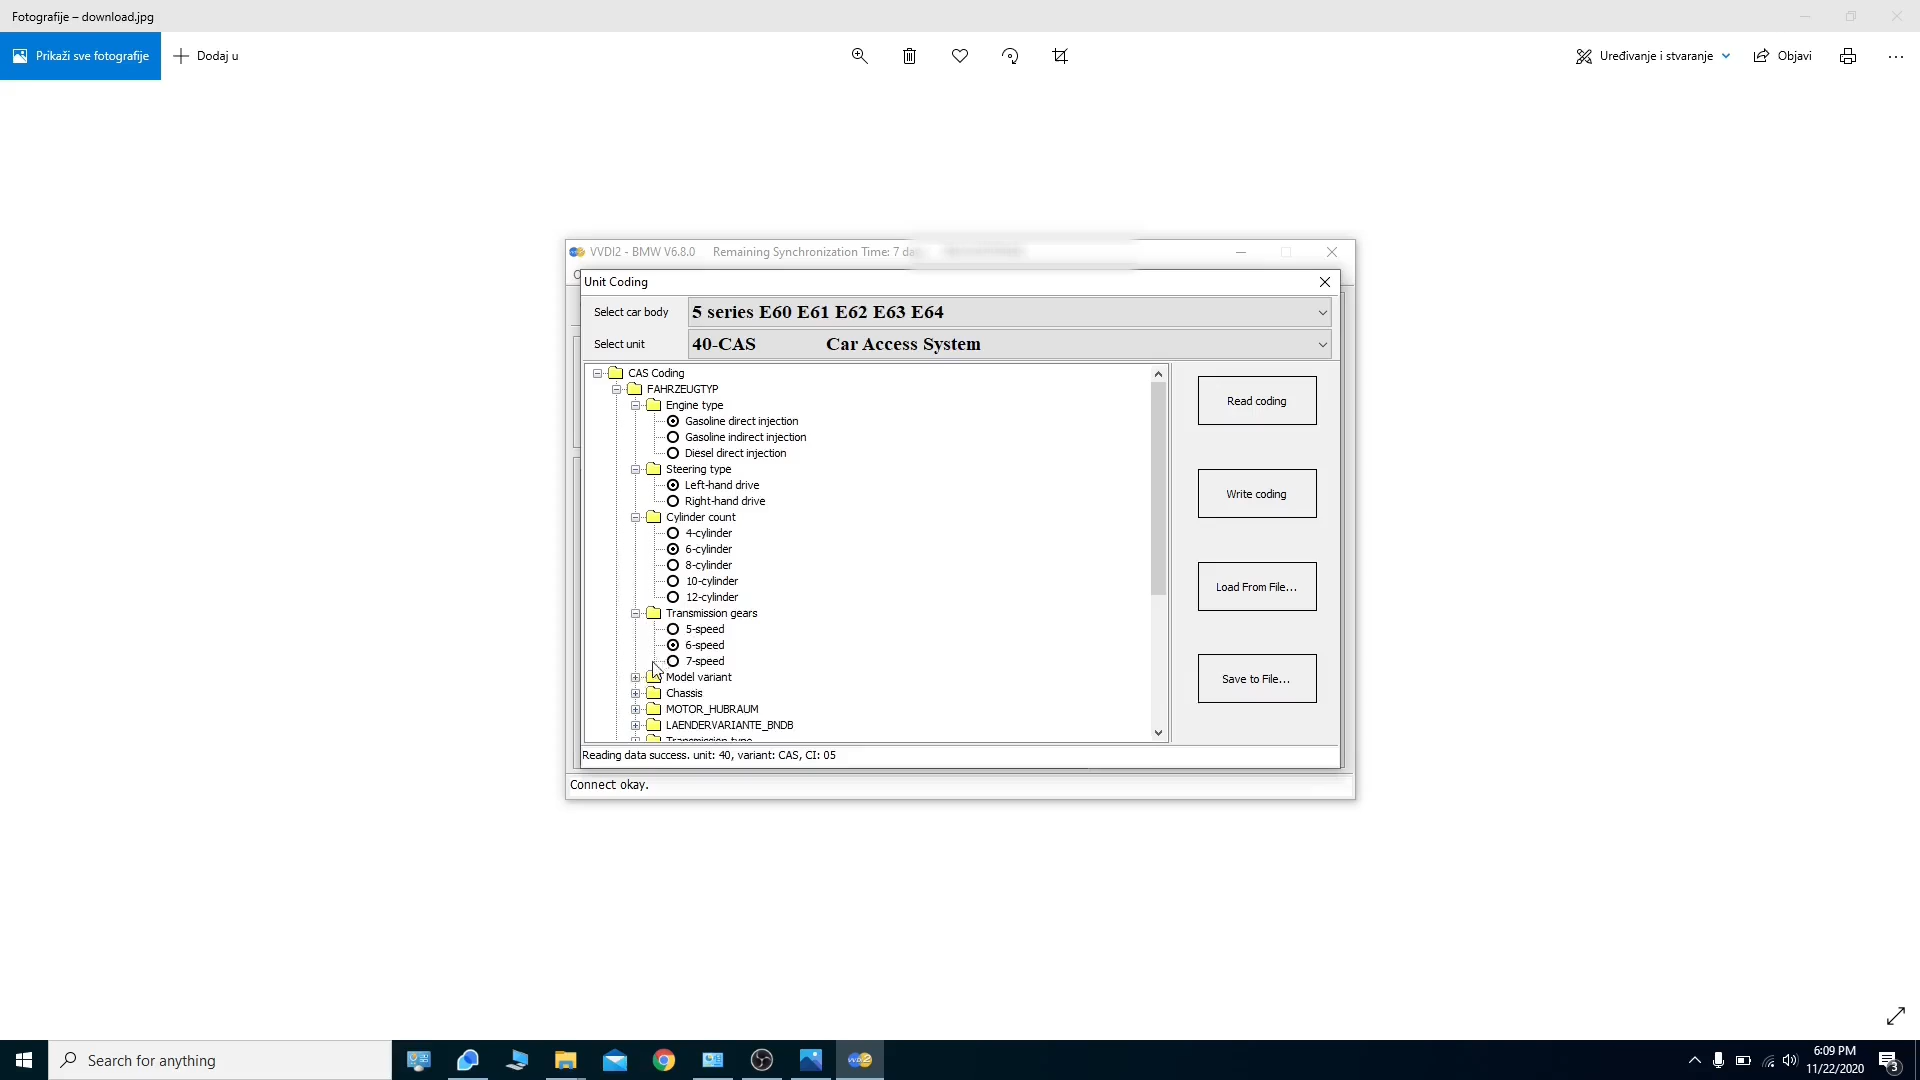 Fotografije – download.jpg
Prikaži sve fotografije
Dodaj u
Uređivanje i stvaranje
Objavi
VVDI2 - BMW V6.8.0 Remaining Synchronization Time: 7
Unit Coding
Select car body 5 series E60 E61 E62 E63 E64
Select unit 40-CAS Car Access System
CAS Coding
FAHRZEUGTYP
Engine type
Gasoline direct injection
Gasoline indirect injection
Diesel direct injection
Steering type
Left-hand drive
Right-hand drive
Cylinder count
4-cylinder
6-cylinder
8-cylinder
10-cylinder
12-cylinder
Transmission gears
5-speed
6-speed
7-speed
Model variant
Chassis
MOTOR_HUBRAUM
LAENDERVARIANTE_BNDB
Transmission type
Read coding
Write coding
Load From File...
Save to File...
Reading data success. unit: 40, variant: CAS, CI: 05
Connect okay.
Search for anything
6:09 PM
11/22/2020
3